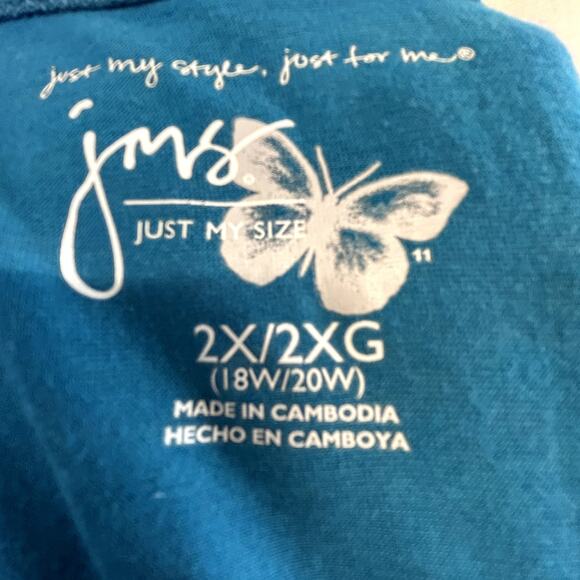 just my style, just for me®
jms.
JUST MY SIZE
11
2X/2XG
(18W/20W)
MADE IN CAMBODIA
HECHO EN CAMBOYA